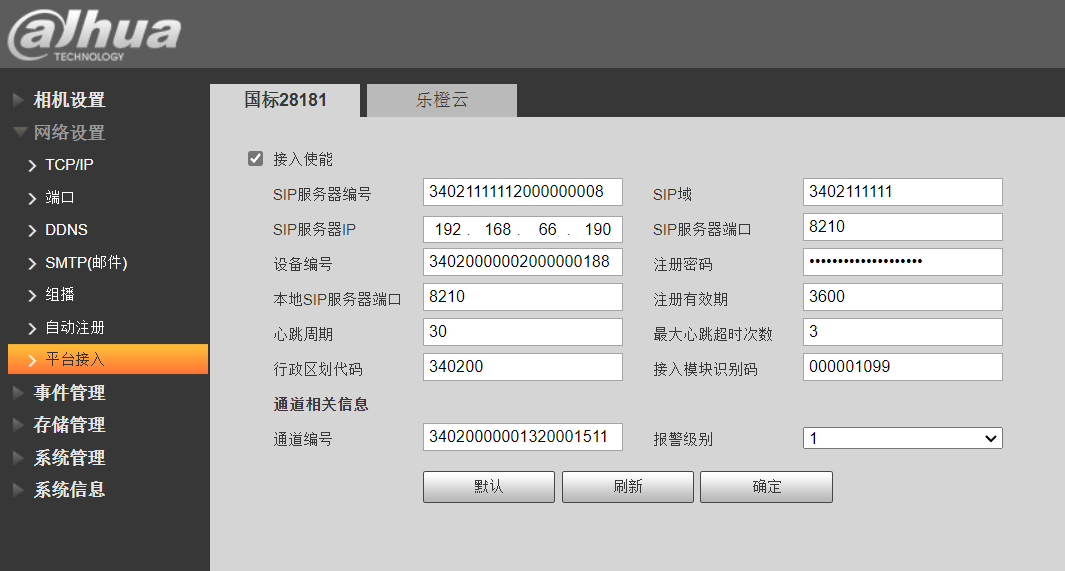 alhua
TECHNOLOGY
相机设置
网络设置
TCP/IP
端口
DDNS
SMTP(邮件)
组播
自动注册
平台接入
事件管理
存储管理
系统管理
系统信息
国标28181 乐橙云
接入使能
SIP服务器编号 34021111112000000008 SIP域 3402111111
SIP服务器IP 192 . 168 . 66 . 190 SIP服务器端口 8210
设备编号 34020000002000000188 注册密码 ••••••••••••••••••••
本地SIP服务器端口 8210 注册有效期 3600
心跳周期 30 最大心跳超时次数 3
行政区划代码 340200 接入模块识别码 000001099
通道相关信息
通道编号 34020000001320001511 报警级别 1
默认 刷新 确定